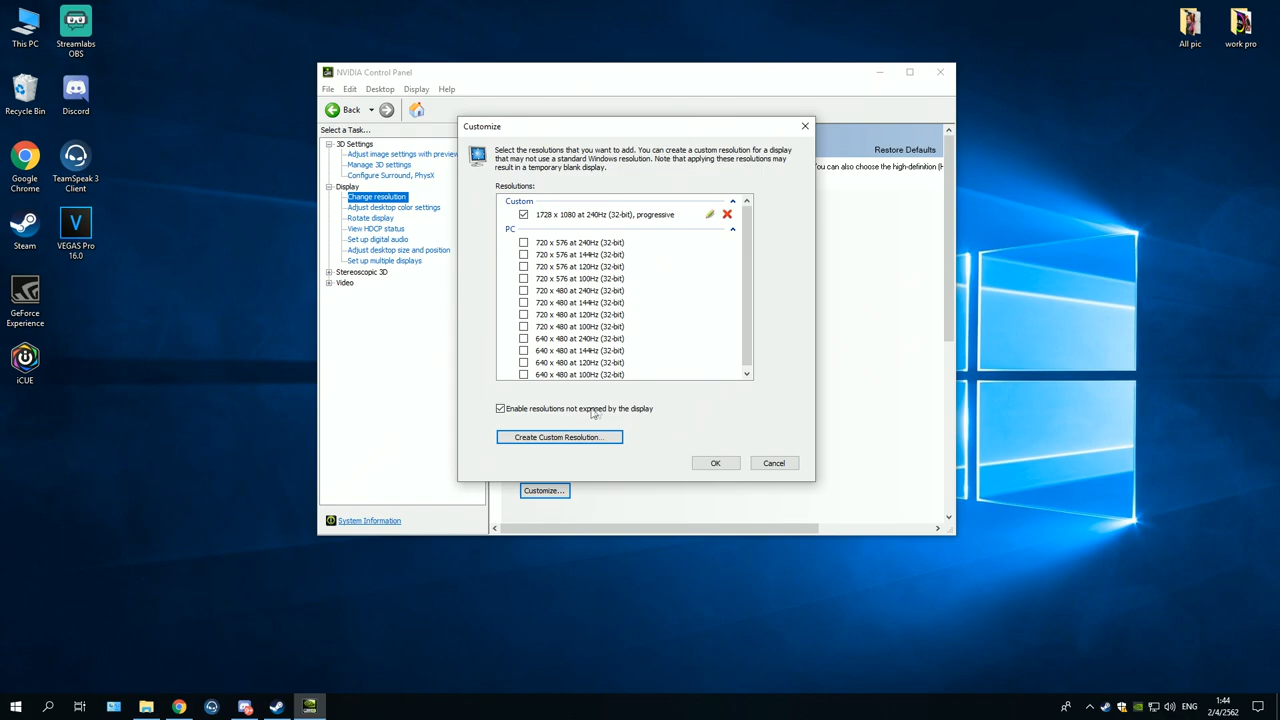 This PC
Streamlabs
OBS
Recycle Bin
Discord
Google
Chrome
TeamSpeak 3
Client
Steam
VEGAS Pro
16.0
GeForce
Experience
iCUE
All pic
work pro
NVIDIA Control Panel
File Edit Desktop Display Help
Back
Select a Task...
3D Settings
Adjust image settings with preview
Manage 3D settings
Configure Surround, PhysX
Display
Change resolution
Adjust desktop color settings
Rotate display
View HDCP status
Set up digital audio
Adjust desktop size and position
Set up multiple displays
Stereoscopic 3D
Video
System Information
Restore Defaults
You can also choose the high-definition (H
Customize
Select the resolutions that you want to add. You can create a custom resolution for a display
that may not use a standard Windows resolution. Note that applying these resolutions may
result in a temporary blank display.
Resolutions:
Custom
1728 x 1080 at 240Hz (32-bit), progressive
PC
720 x 576 at 240Hz (32-bit)
720 x 576 at 144Hz (32-bit)
720 x 576 at 120Hz (32-bit)
720 x 576 at 100Hz (32-bit)
720 x 480 at 240Hz (32-bit)
720 x 480 at 144Hz (32-bit)
720 x 480 at 120Hz (32-bit)
720 x 480 at 100Hz (32-bit)
640 x 480 at 240Hz (32-bit)
640 x 480 at 144Hz (32-bit)
640 x 480 at 120Hz (32-bit)
640 x 480 at 100Hz (32-bit)
Enable resolutions not exposed by the display
Create Custom Resolution...
OK Cancel
Customize...
ENG
1:44
2/4/2562